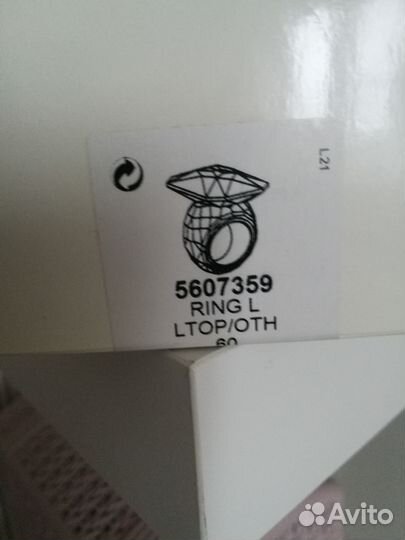 L21
5607359
RING L
LTOP/OTH
60
Avito